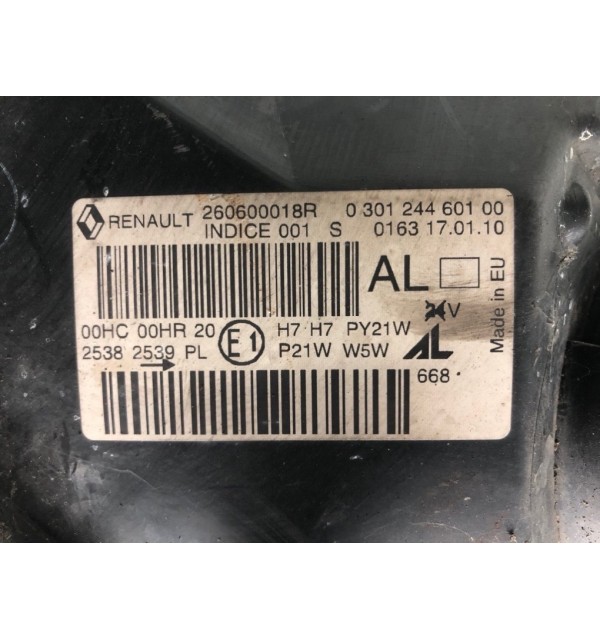 RENAULT 260600018R 0 301 244 601 00
INDICE 001 S 0163 17.01.10
AL
V
00HC 00HR 20 E1 H7 H7 PY21W
2538 2539 PL P21W W5W AL
668
Made in EU